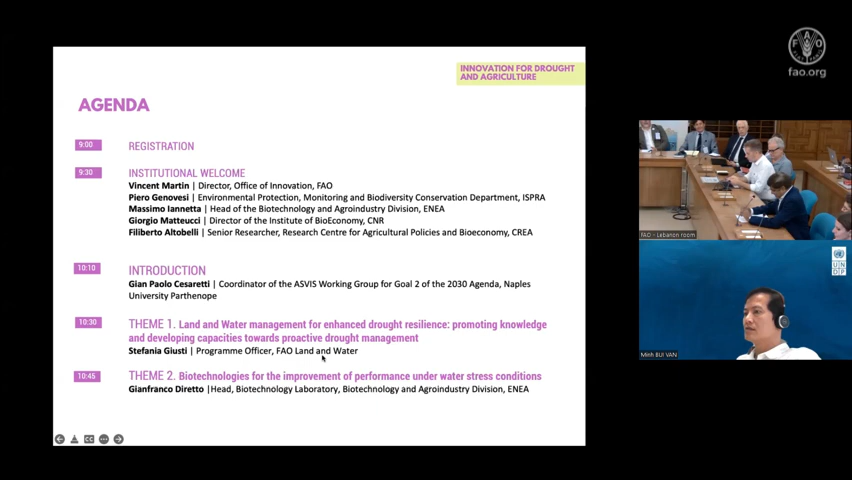 INNOVATION FOR DROUGHT
AND AGRICULTURE
FAO
fao.org
AGENDA
9:00
REGISTRATION
9:30
INSTITUTIONAL WELCOME
Vincent Martin | Director, Office of Innovation, FAO
Piero Genovesi | Environmental Protection, Monitoring and Biodiversity Conservation Department, ISPRA
Massimo Iannetta | Head of the Biotechnology and Agroindustry Division, ENEA
Giorgio Matteucci | Director of the Institute of BioEconomy, CNR
Filiberto Altobelli | Senior Researcher, Research Centre for Agricultural Policies and Bioeconomy, CREA
10:10
INTRODUCTION
Gian Paolo Cesaretti | Coordinator of the ASVIS Working Group for Goal 2 of the 2030 Agenda, Naples
University Parthenope
10:30
THEME 1. Land and Water management for enhanced drought resilience: promoting knowledge
and developing capacities towards proactive drought management
Stefania Giusti | Programme Officer, FAO Land and Water
10:45
THEME 2. Biotechnologies for the improvement of performance under water stress conditions
Gianfranco Diretto |Head, Biotechnology Laboratory, Biotechnology and Agroindustry Division, ENEA
CC
FAO - Lebanon room
UN
DP
Minh BUI VAN